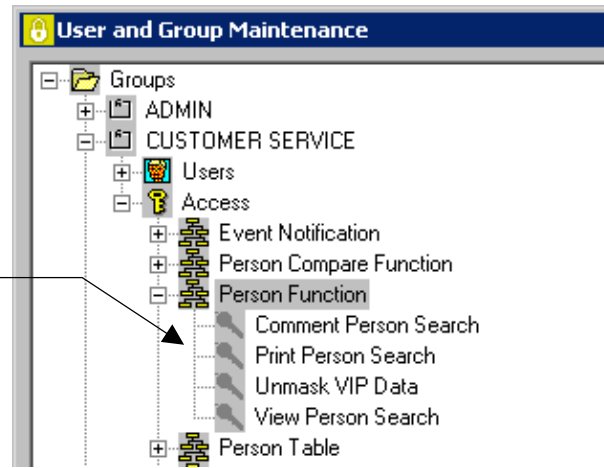 User and Group Maintenance
Groups
ADMIN
CUSTOMER SERVICE
Users
Access
Event Notification
Person Compare Function
Person Function
Comment Person Search
Print Person Search
Unmask VIP Data
View Person Search
Person Table